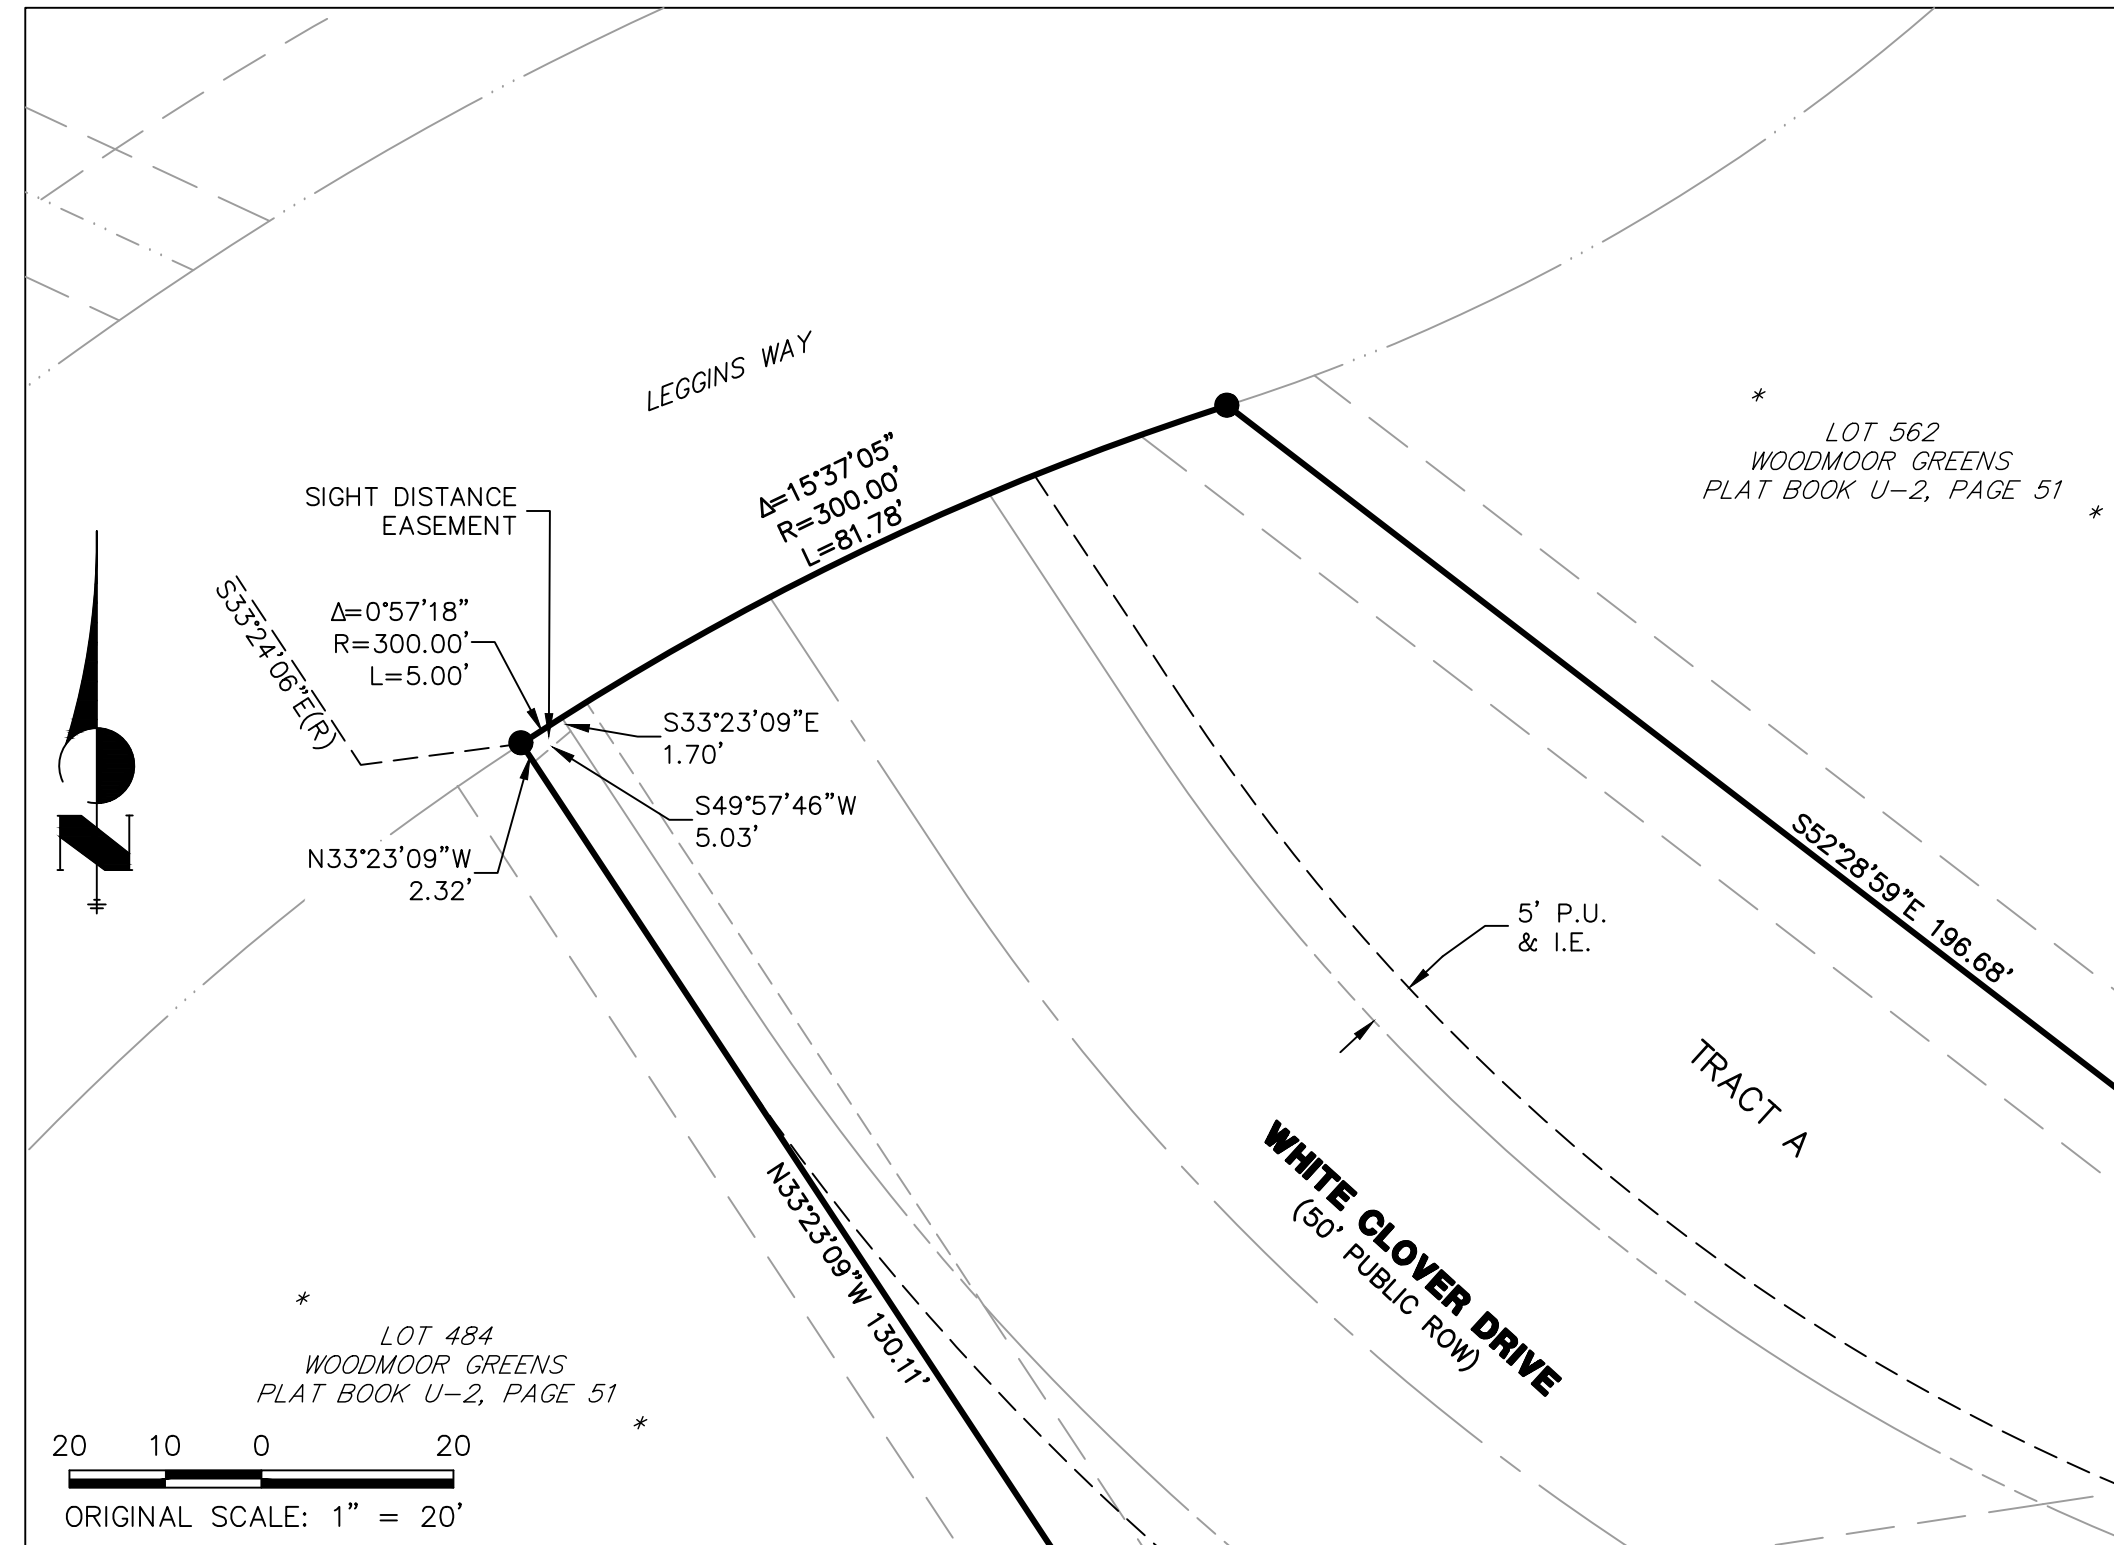 LEGGINS WAY
*
LOT 562
WOODMOOR GREENS
PLAT BOOK U-2, PAGE 51
*
Δ=15°37'05"
R=300.00'
L=81.78'
SIGHT DISTANCE
EASEMENT
S33°24'06"E(R)
Δ=0°57'18"
R=300.00'
L=5.00'
S33°23'09"E
1.70'
S49°57'46"W
5.03'
N33°23'09"W
2.32'
N
S52°28'59"E 196.68'
5' P.U.
& I.E.
TRACT A
WHITE CLOVER DRIVE
(50' PUBLIC ROW)
N33°23'09"W 130.11'
*
LOT 484
WOODMOOR GREENS
PLAT BOOK U-2, PAGE 51
*
20 10 0 20
ORIGINAL SCALE: 1" = 20'